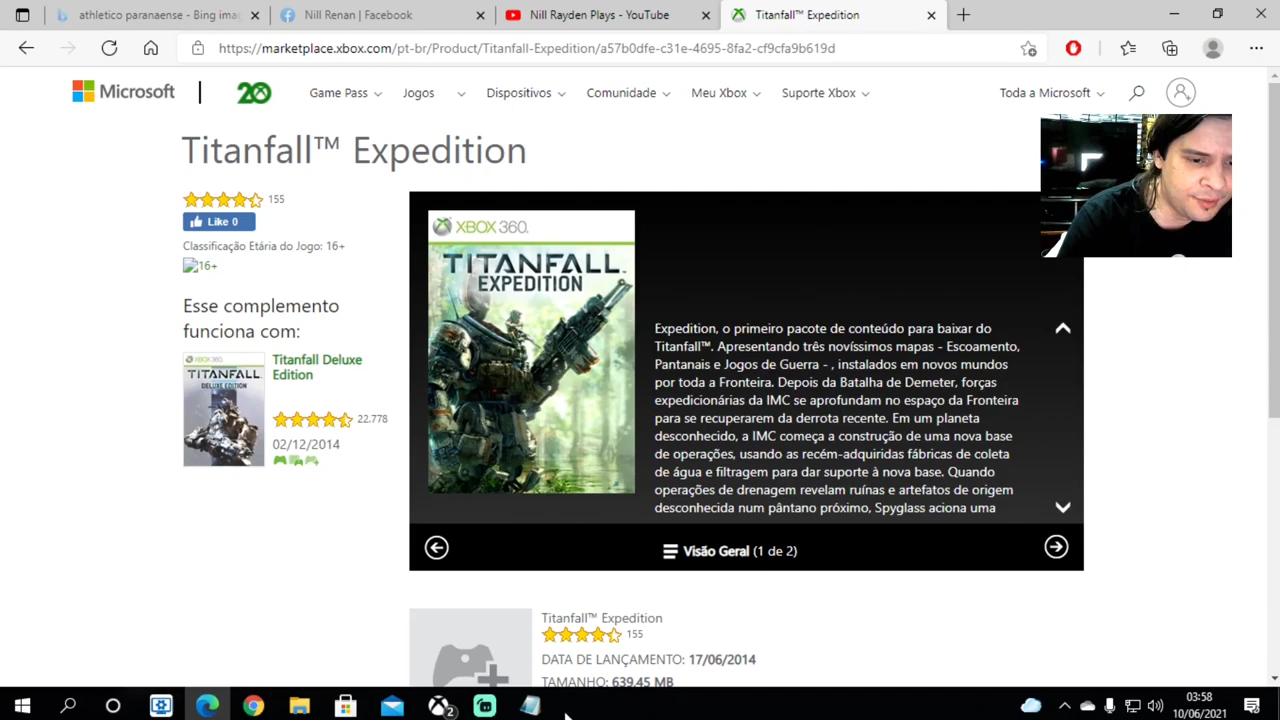 athletico paranaense - Bing ima
Nill Renan | Facebook
Nill Rayden Plays - YouTube
Titanfall™ Expedition
https://marketplace.xbox.com/pt-br/Product/Titanfall-Expedition/a57b0dfe-c31e-4695-8fa2-cf9cfa9b619d
Microsoft
20
Game Pass
Jogos
Dispositivos
Comunidade
Meu Xbox
Suporte Xbox
Toda a Microsoft
Titanfall™ Expedition
155
Like 0
Classificação Etária do Jogo: 16+
16+
Esse complemento
funciona com:
XBOX 360
TITANFALL
DELUXE EDITION
Titanfall Deluxe
Edition
22.778
02/12/2014
XBOX 360.
TITANFALL™
EXPEDITION
Expedition, o primeiro pacote de conteúdo para baixar do
Titanfall™. Apresentando três novíssimos mapas - Escoamento,
Pantanais e Jogos de Guerra - , instalados em novos mundos
por toda a Fronteira. Depois da Batalha de Demeter, forças
expedicionárias da IMC se aprofundam no espaço da Fronteira
para se recuperarem da derrota recente. Em um planeta
desconhecido, a IMC começa a construção de uma nova base
de operações, usando as recém-adquiridas fábricas de coleta
de água e filtragem para dar suporte à nova base. Quando
operações de drenagem revelam ruínas e artefatos de origem
desconhecida num pântano próximo, Spyglass aciona uma
Visão Geral (1 de 2)
Titanfall™ Expedition
155
DATA DE LANÇAMENTO: 17/06/2014
TAMANHO: 639.45 MB
2
03:58
10/06/2021